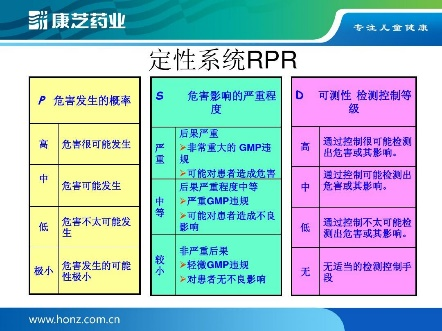 康芝药业
专注儿童健康
定性系统RPR
P 危害发生的概率
高 危害很可能发生
中 危害可能发生
低 危害不太可能发
生
极小 危害发生的可能
性极小
S 危害影响的严重程
度
严重
后果严重
➢非常重大的 GMP违
规
➢可能对患者造成危害
中等
后果严重程度中等
➢严重GMP违规
➢可能对患者造成不良
影响
较小
非严重后果
➢轻微GMP违规
➢对患者无不良影响
D 可测性 检测控制等
级
高 通过控制很可能检测
出危害或其影响。
中 通过控制可能检测出
危害或其影响。
低 通过控制不太可能检
测出危害或其影响。
无 无适当的检测控制手
段
www.honz.com.cn